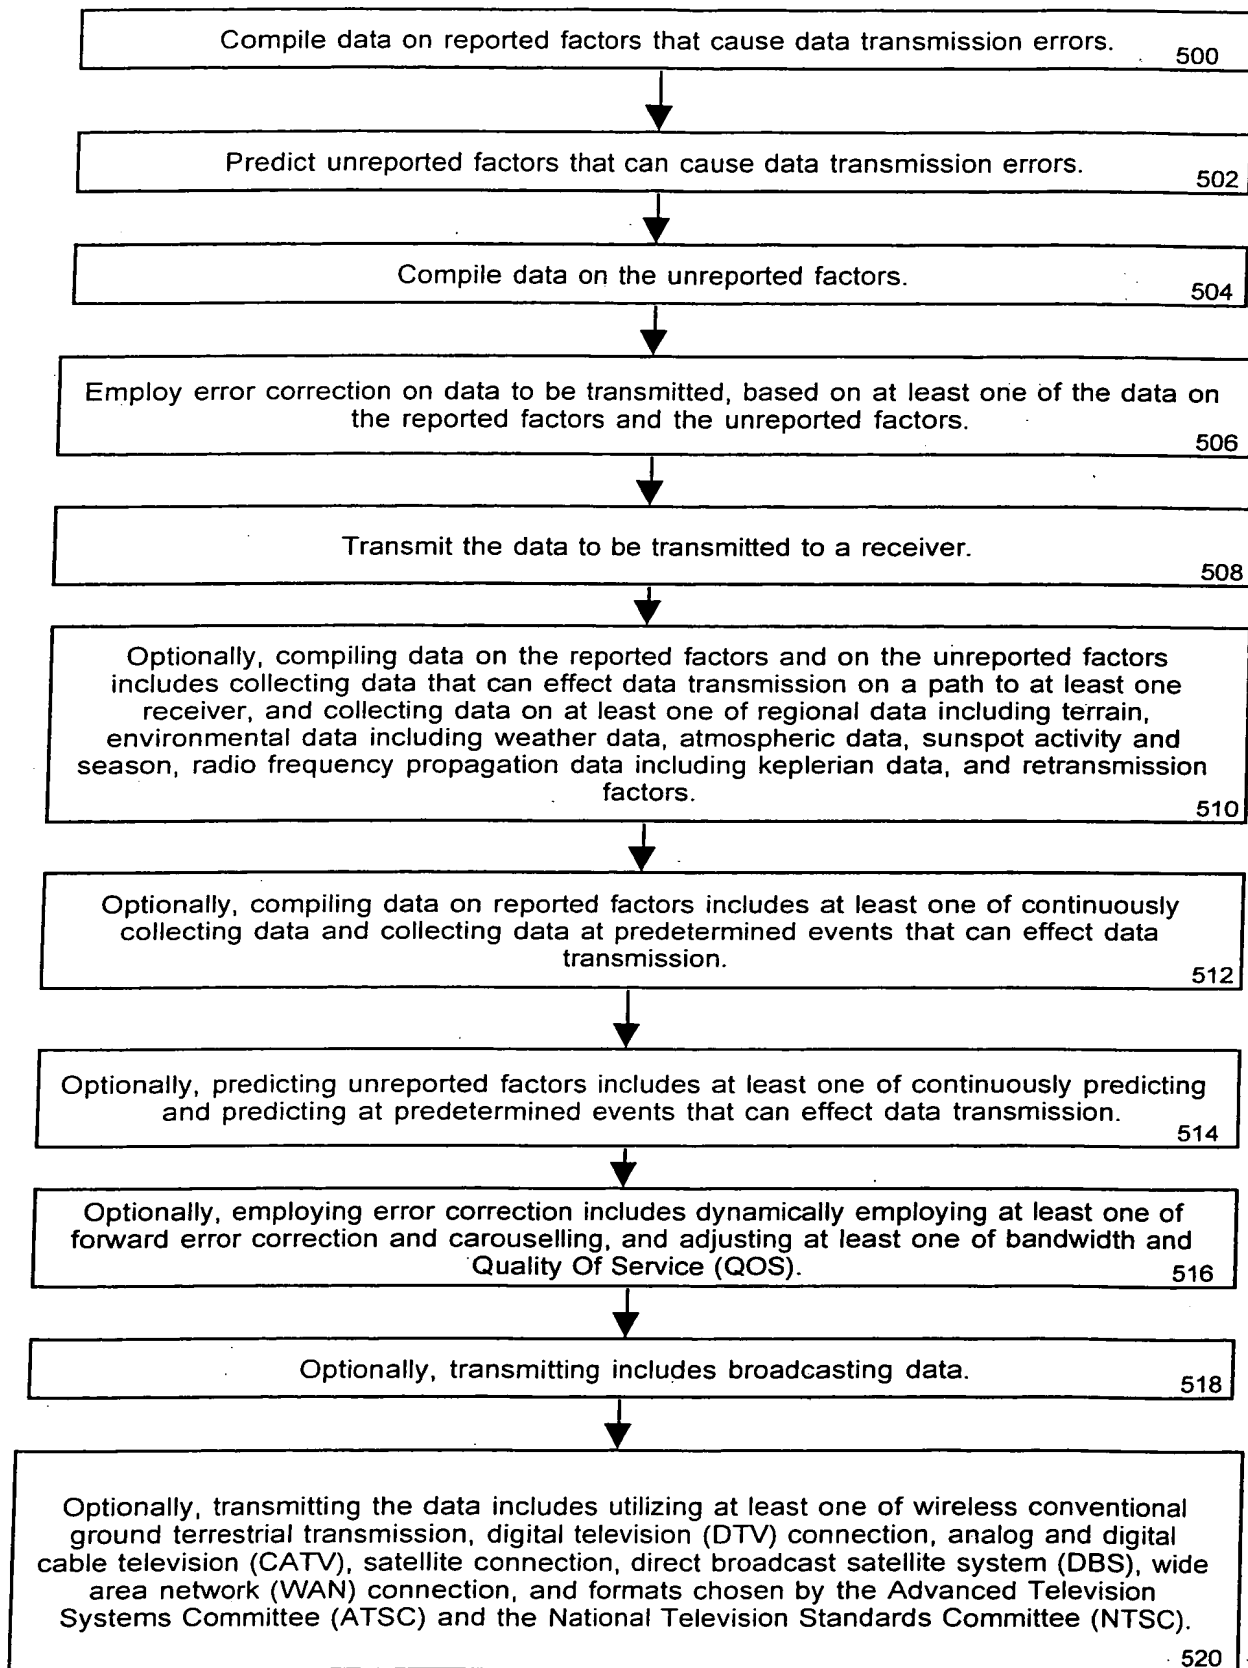 Compile data on reported factors that cause data transmission errors.
500
Predict unreported factors that can cause data transmission errors.
502
Compile data on the unreported factors.
504
Employ error correction on data to be transmitted, based on at least one of the data on
the reported factors and the unreported factors.
506
Transmit the data to be transmitted to a receiver.
508
Optionally, compiling data on the reported factors and on the unreported factors
includes collecting data that can effect data transmission on a path to at least one
receiver, and collecting data on at least one of regional data including terrain,
environmental data including weather data, atmospheric data, sunspot activity and
season, radio frequency propagation data including keplerian data, and retransmission
factors.
510
Optionally, compiling data on reported factors includes at least one of continuously
collecting data and collecting data at predetermined events that can effect data
transmission.
512
Optionally, predicting unreported factors includes at least one of continuously predicting
and predicting at predetermined events that can effect data transmission.
514
Optionally, employing error correction includes dynamically employing at least one of
forward error correction and carouselling, and adjusting at least one of bandwidth and
Quality Of Service (QOS).
516
Optionally, transmitting includes broadcasting data.
518
Optionally, transmitting the data includes utilizing at least one of wireless conventional
ground terrestrial transmission, digital television (DTV) connection, analog and digital
cable television (CATV), satellite connection, direct broadcast satellite system (DBS), wide
area network (WAN) connection, and formats chosen by the Advanced Television
Systems Committee (ATSC) and the National Television Standards Committee (NTSC).
520